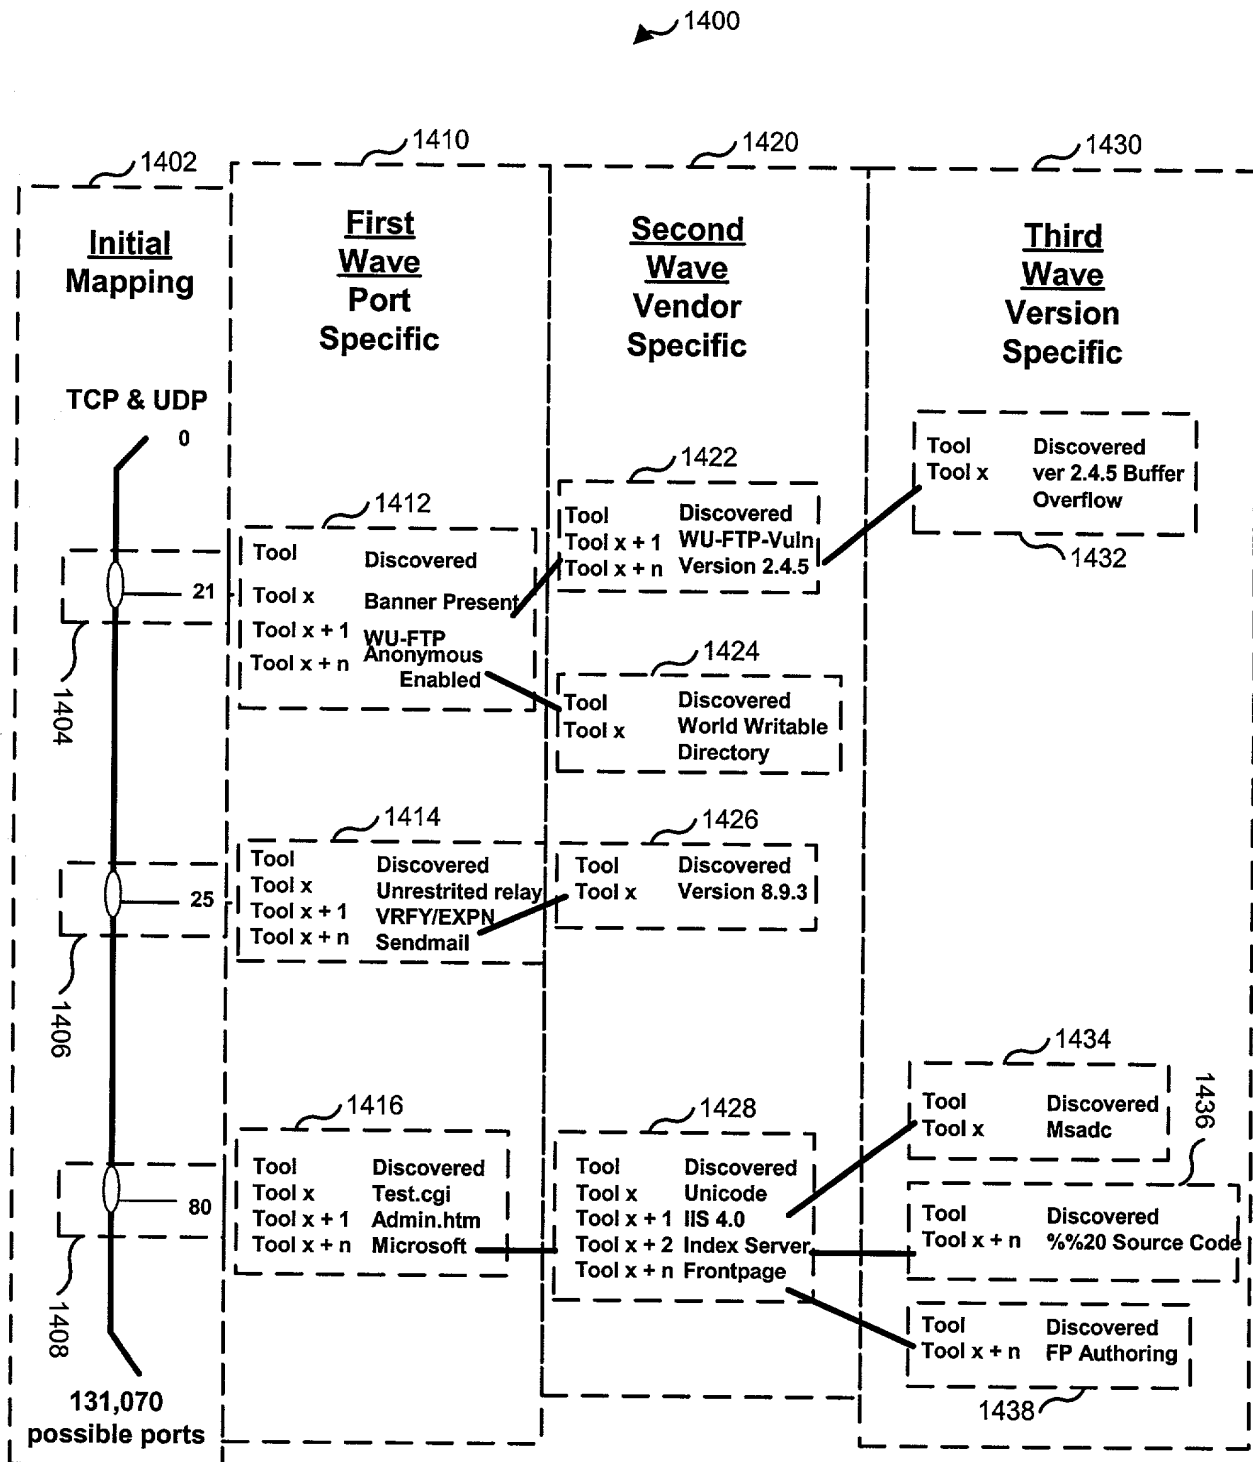 1400
1402
Initial
Mapping
TCP & UDP
0
21
1404
25
1406
80
1408
131,070
possible ports
1410
First
Wave
Port
Specific
1412
Tool Discovered
Tool x Banner Present
Tool x + 1 WU-FTP
Tool x + n Anonymous
Enabled
1414
Tool Discovered
Tool x Unrestrited relay
Tool x + 1 VRFY/EXPN
Tool x + n Sendmail
1416
Tool Discovered
Tool x Test.cgi
Tool x + 1 Admin.htm
Tool x + n Microsoft
1420
Second
Wave
Vendor
Specific
1422
Tool Discovered
Tool x + 1 WU-FTP-Vuln
Tool x + n Version 2.4.5
1424
Tool Discovered
Tool x World Writable
Directory
1426
Tool Discovered
Tool x Version 8.9.3
1428
Tool Discovered
Tool x Unicode
Tool x + 1 IIS 4.0
Tool x + 2 Index Server
Tool x + n Frontpage
1430
Third
Wave
Version
Specific
Tool Discovered
Tool x ver 2.4.5 Buffer
Overflow
1432
1434
Tool Discovered
Tool x Msadc
1436
Tool Discovered
Tool x + n %%20 Source Code
Tool Discovered
Tool x + n FP Authoring
1438